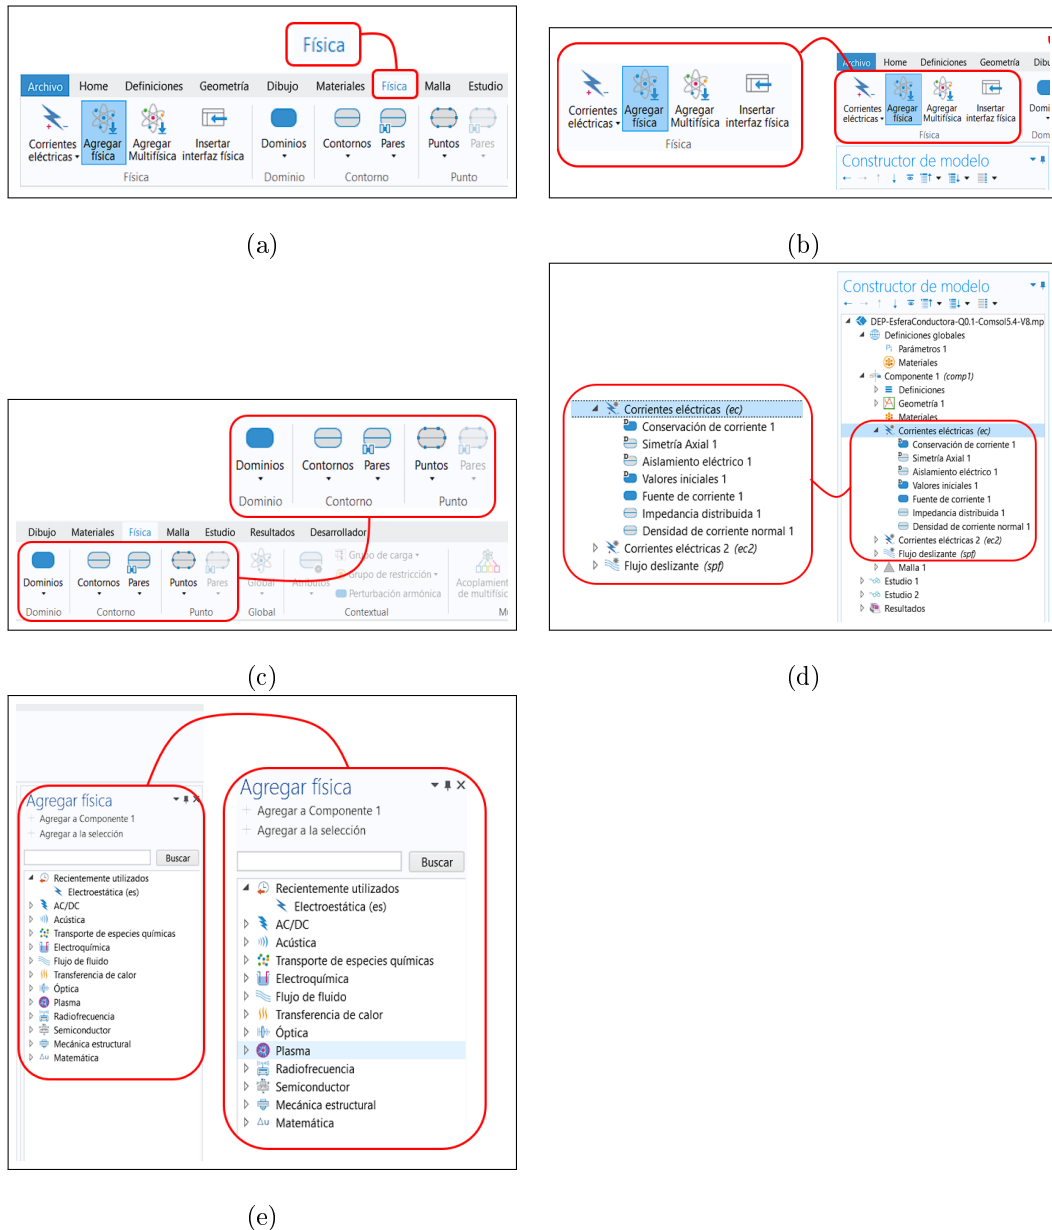 Física
Archivo Home Definiciones Geometría Dibujo Materiales Física Malla Estudio
Corrientes eléctricas Agregar física Agregar Multifísica Insertar interfaz física Dominios Contornos Pares Puntos Pares
Física Dominio Contorno Punto
(a)
Corrientes eléctricas Agregar física Agregar Multifísica Insertar interfaz física
Física
Archivo Home Definiciones Geometría
Corrientes eléctricas Agregar física Agregar Multifísica Insertar interfaz física
Física
Constructor de modelo
(b)
Dominios Contornos Pares Puntos Pares
Dominio Contorno Punto
Dibujo Materiales Física Malla Estudio Resultados Desarrollador
Grupo de carga
Grupo de restricción
Perturbación armónica
Dominios Contornos Pares Puntos Pares Global Atributos
Dominio Contorno Punto Global Contextual
(c)
Corrientes eléctricas (ec)
Conservación de corriente 1
Simetría Axial 1
Aislamiento eléctrico 1
Valores iniciales 1
Fuente de corriente 1
Impedancia distribuida 1
Densidad de corriente normal 1
Corrientes eléctricas 2 (ec2)
Flujo deslizante (spf)
Constructor de modelo
DEP-EsferaConductora-Q0.1-Comsol5.4-V8.mp
Definiciones globales
Parámetros 1
Materiales
Componente 1 (comp1)
Definiciones
Geometría 1
Materiales
Corrientes eléctricas (ec)
Conservación de corriente 1
Simetría Axial 1
Aislamiento eléctrico 1
Valores iniciales 1
Fuente de corriente 1
Impedancia distribuida 1
Densidad de corriente normal 1
Corrientes eléctricas 2 (ec2)
Flujo deslizante (spf)
Malla 1
Estudio 1
Estudio 2
Resultados
(d)
Agregar física
Agregar a Componente 1
Agregar a la selección
Buscar
Recientemente utilizados
Electroestática (es)
AC/DC
Acústica
Transporte de especies químicas
Electroquímica
Flujo de fluido
Transferencia de calor
Óptica
Plasma
Radiofrecuencia
Semiconductor
Mecánica estructural
Δu Matemática
Agregar física
Agregar a Componente 1
Agregar a la selección
Buscar
Recientemente utilizados
Electroestática (es)
AC/DC
Acústica
Transporte de especies químicas
Electroquímica
Flujo de fluido
Transferencia de calor
Óptica
Plasma
Radiofrecuencia
Semiconductor
Mecánica estructural
Δu Matemática
(e)